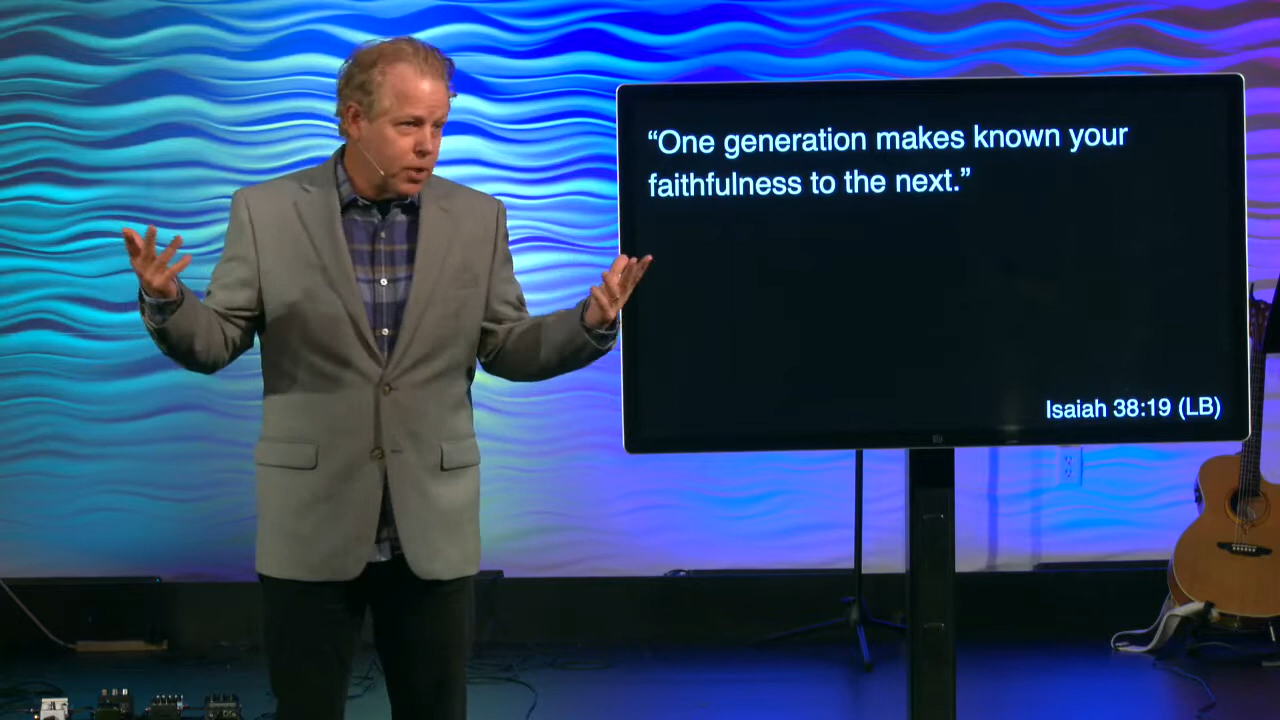 “One generation makes known your
faithfulness to the next.”
Isaiah 38:19 (LB)